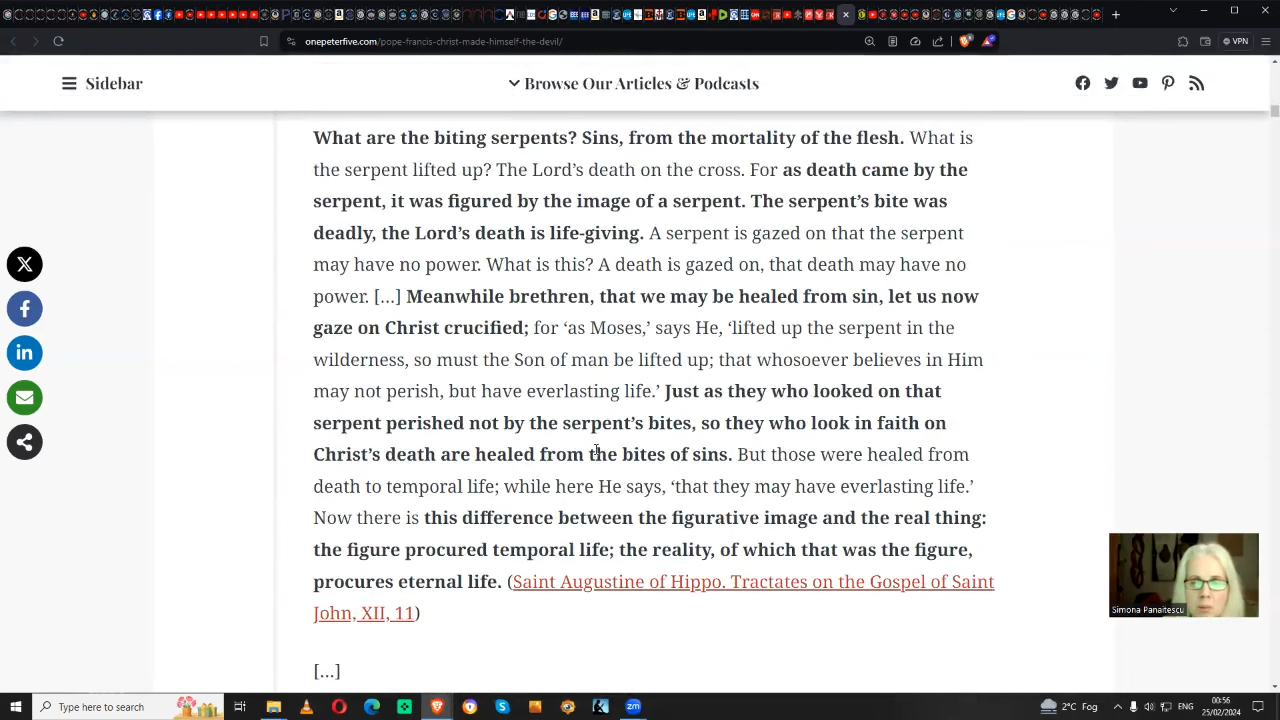 onepeterfive.com/pope-francis-christ-made-himself-the-devil/
VPN
Sidebar
Browse Our Articles & Podcasts
What are the biting serpents? Sins, from the mortality of the flesh. What is
the serpent lifted up? The Lord’s death on the cross. For as death came by the
serpent, it was figured by the image of a serpent. The serpent’s bite was
deadly, the Lord’s death is life-giving. A serpent is gazed on that the serpent
may have no power. What is this? A death is gazed on, that death may have no
power. […] Meanwhile brethren, that we may be healed from sin, let us now
gaze on Christ crucified; for ‘as Moses,’ says He, ‘lifted up the serpent in the
wilderness, so must the Son of man be lifted up; that whosoever believes in Him
may not perish, but have everlasting life.’ Just as they who looked on that
serpent perished not by the serpent’s bites, so they who look in faith on
Christ’s death are healed from the bites of sins. But those were healed from
death to temporal life; while here He says, ‘that they may have everlasting life.’
Now there is this difference between the figurative image and the real thing:
the figure procured temporal life; the reality, of which that was the figure,
procures eternal life. (Saint Augustine of Hippo. Tractates on the Gospel of Saint
John, XII, 11)
[…]
Simona Panaitescu
Type here to search
zm
2°C Fog
00:56
25/02/2024